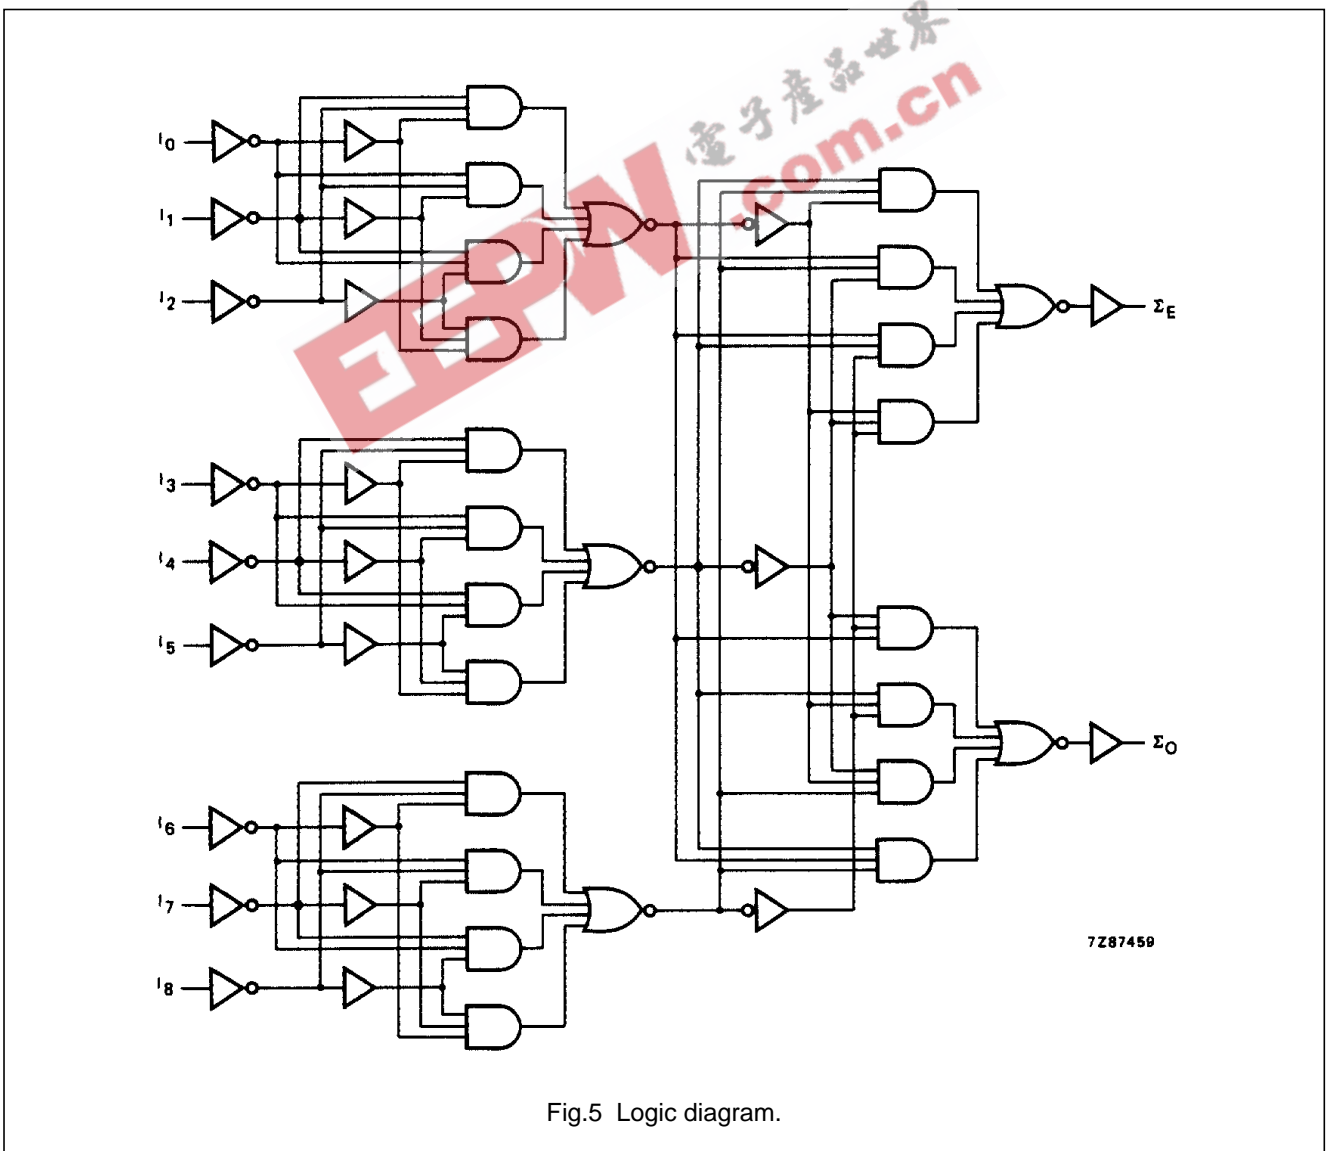 電子產品世界
.com.cn
EEPW
I0
I1
I2
ΣE
I3
I4
I5
ΣO
I6
I7
I8
7Z87459
Fig.5 Logic diagram.